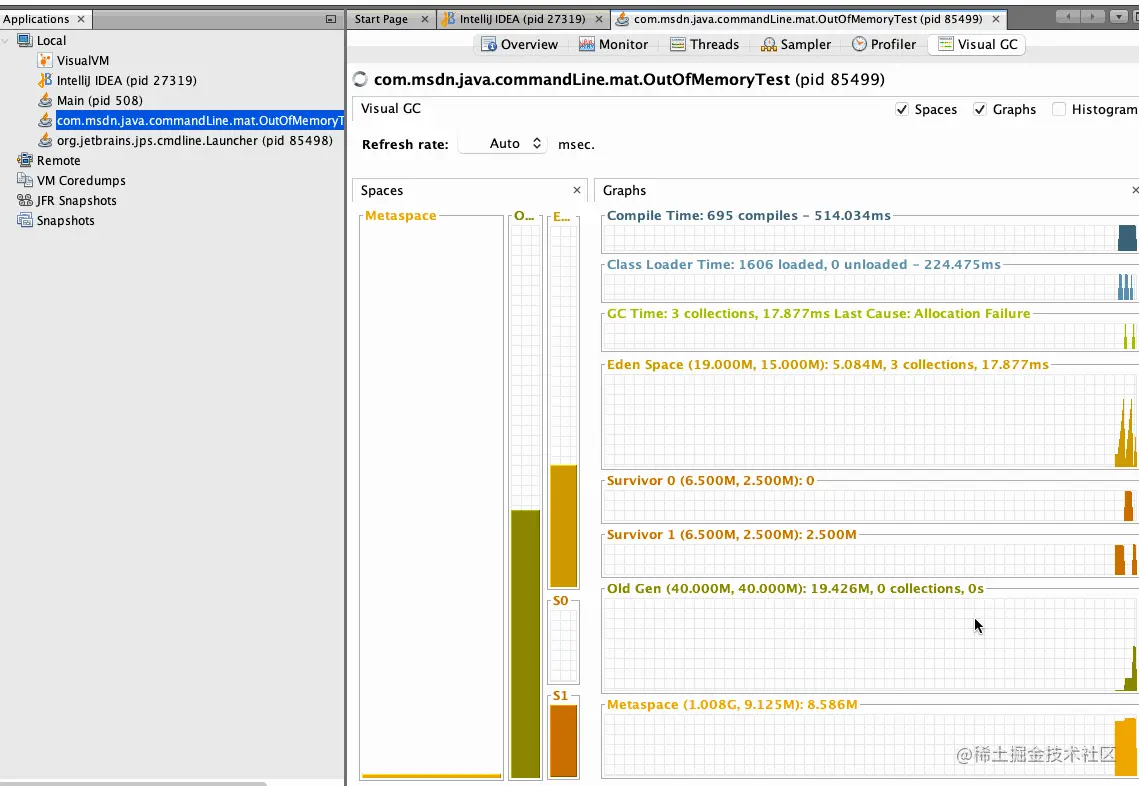 Applications
Start Page
IntelliJ IDEA (pid 27319)
com.msdn.java.commandLine.mat.OutOfMemoryTest (pid 85499)
Local
VisualVM
IntelliJ IDEA (pid 27319)
Main (pid 508)
com.msdn.java.commandLine.mat.OutOfMemoryT
org.jetbrains.jps.cmdline.Launcher (pid 85498)
Remote
VM Coredumps
JFR Snapshots
Snapshots
Overview
Monitor
Threads
Sampler
Profiler
Visual GC
com.msdn.java.commandLine.mat.OutOfMemoryTest (pid 85499)
Visual GC
Spaces
Graphs
Histogram
Refresh rate:
Auto
msec.
Spaces
Metaspace
O...
E...
S0
S1
Graphs
Compile Time: 695 compiles - 514.034ms
Class Loader Time: 1606 loaded, 0 unloaded - 224.475ms
GC Time: 3 collections, 17.877ms Last Cause: Allocation Failure
Eden Space (19.000M, 15.000M): 5.084M, 3 collections, 17.877ms
Survivor 0 (6.500M, 2.500M): 0
Survivor 1 (6.500M, 2.500M): 2.500M
Old Gen (40.000M, 40.000M): 19.426M, 0 collections, 0s
Metaspace (1.008G, 9.125M): 8.586M
@稀土掘金技术社区